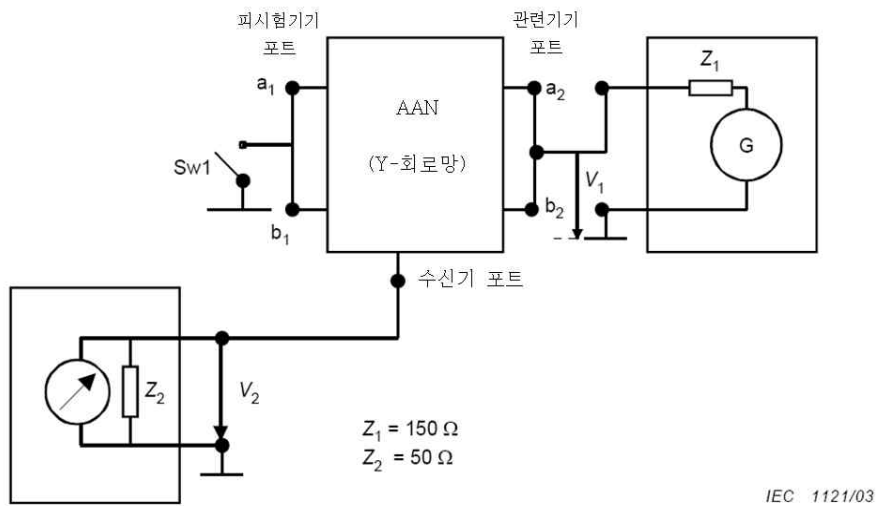 피시험기기
포트
관련기기
포트
a₁
a₂
AAN
(Y-회로망)
Z₁
G
Sw1
V₁
b₁
b₂
수신기 포트
Z₂
V₂
Z₁ = 150 Ω
Z₂ = 50 Ω
IEC 1121/03